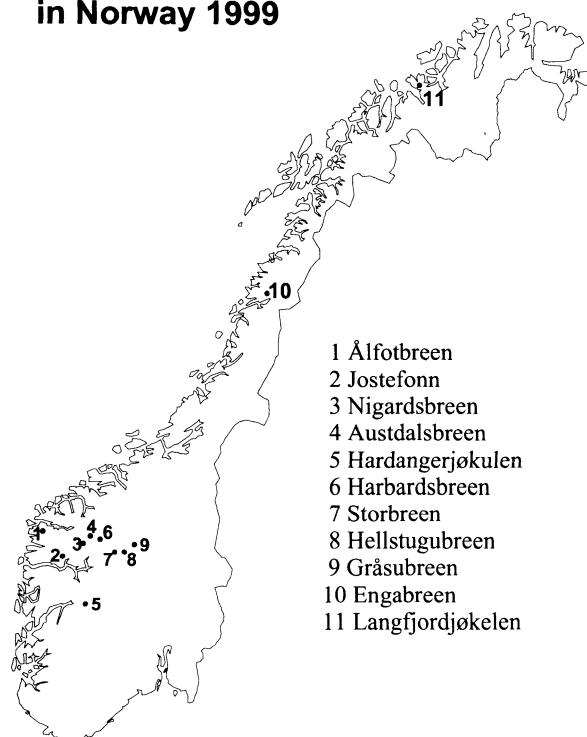 in Norway 1999
11
10
1 Ålfotbreen
2 Jostefonn
3 Nigardsbreen
4 Austdalsbreen
5 Hardangerjøkulen
6 Harbardsbreen
7 Storbreen
8 Hellstugubreen
9 Gråsubreen
10 Engabreen
11 Langfjordjøkelen
1
4
6
3
9
2
7
8
5